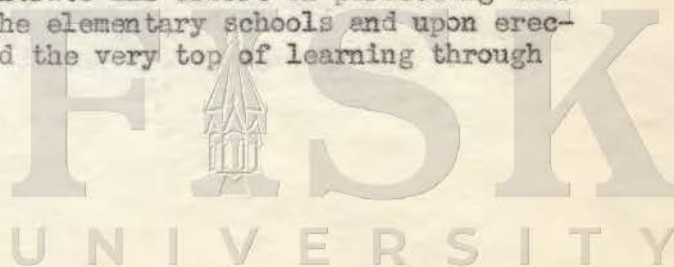 he elementary schools and upon erec-
d the very top of learning through
FISK
UNIVERSITY